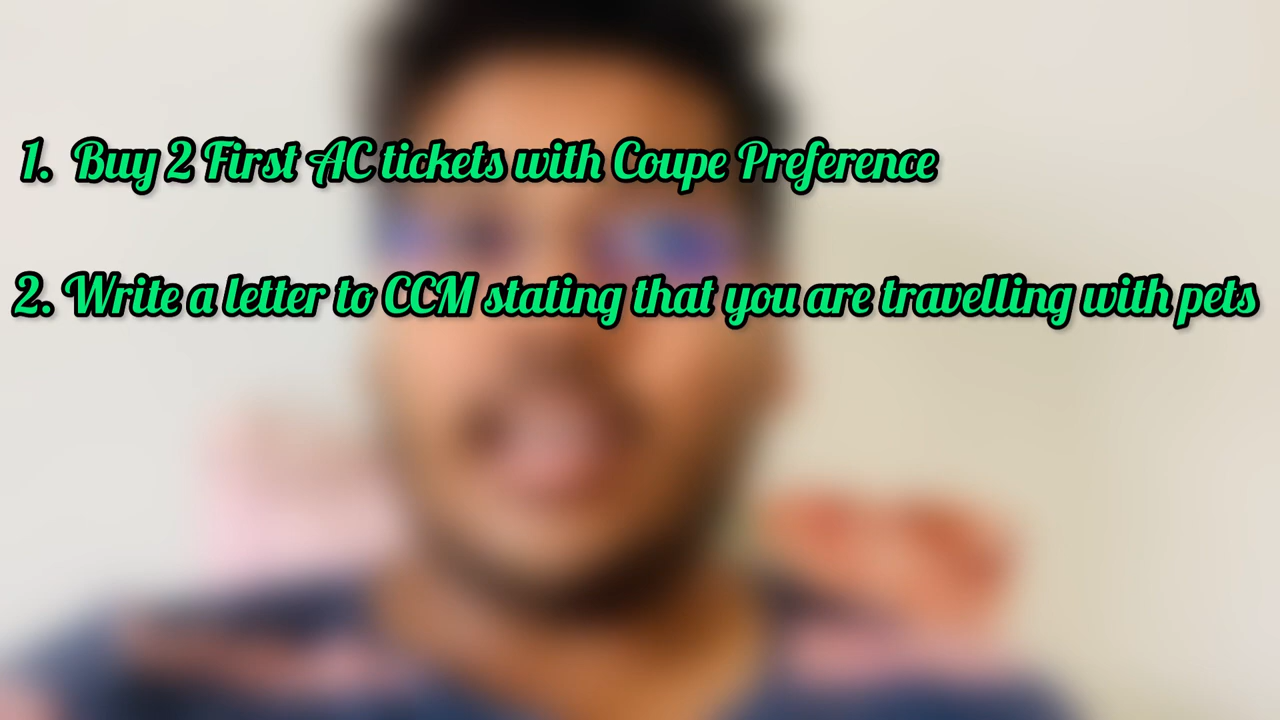 1. Buy 2 First AC tickets with Coupe Preference
2. Write a letter to CCM stating that you are travelling with pets